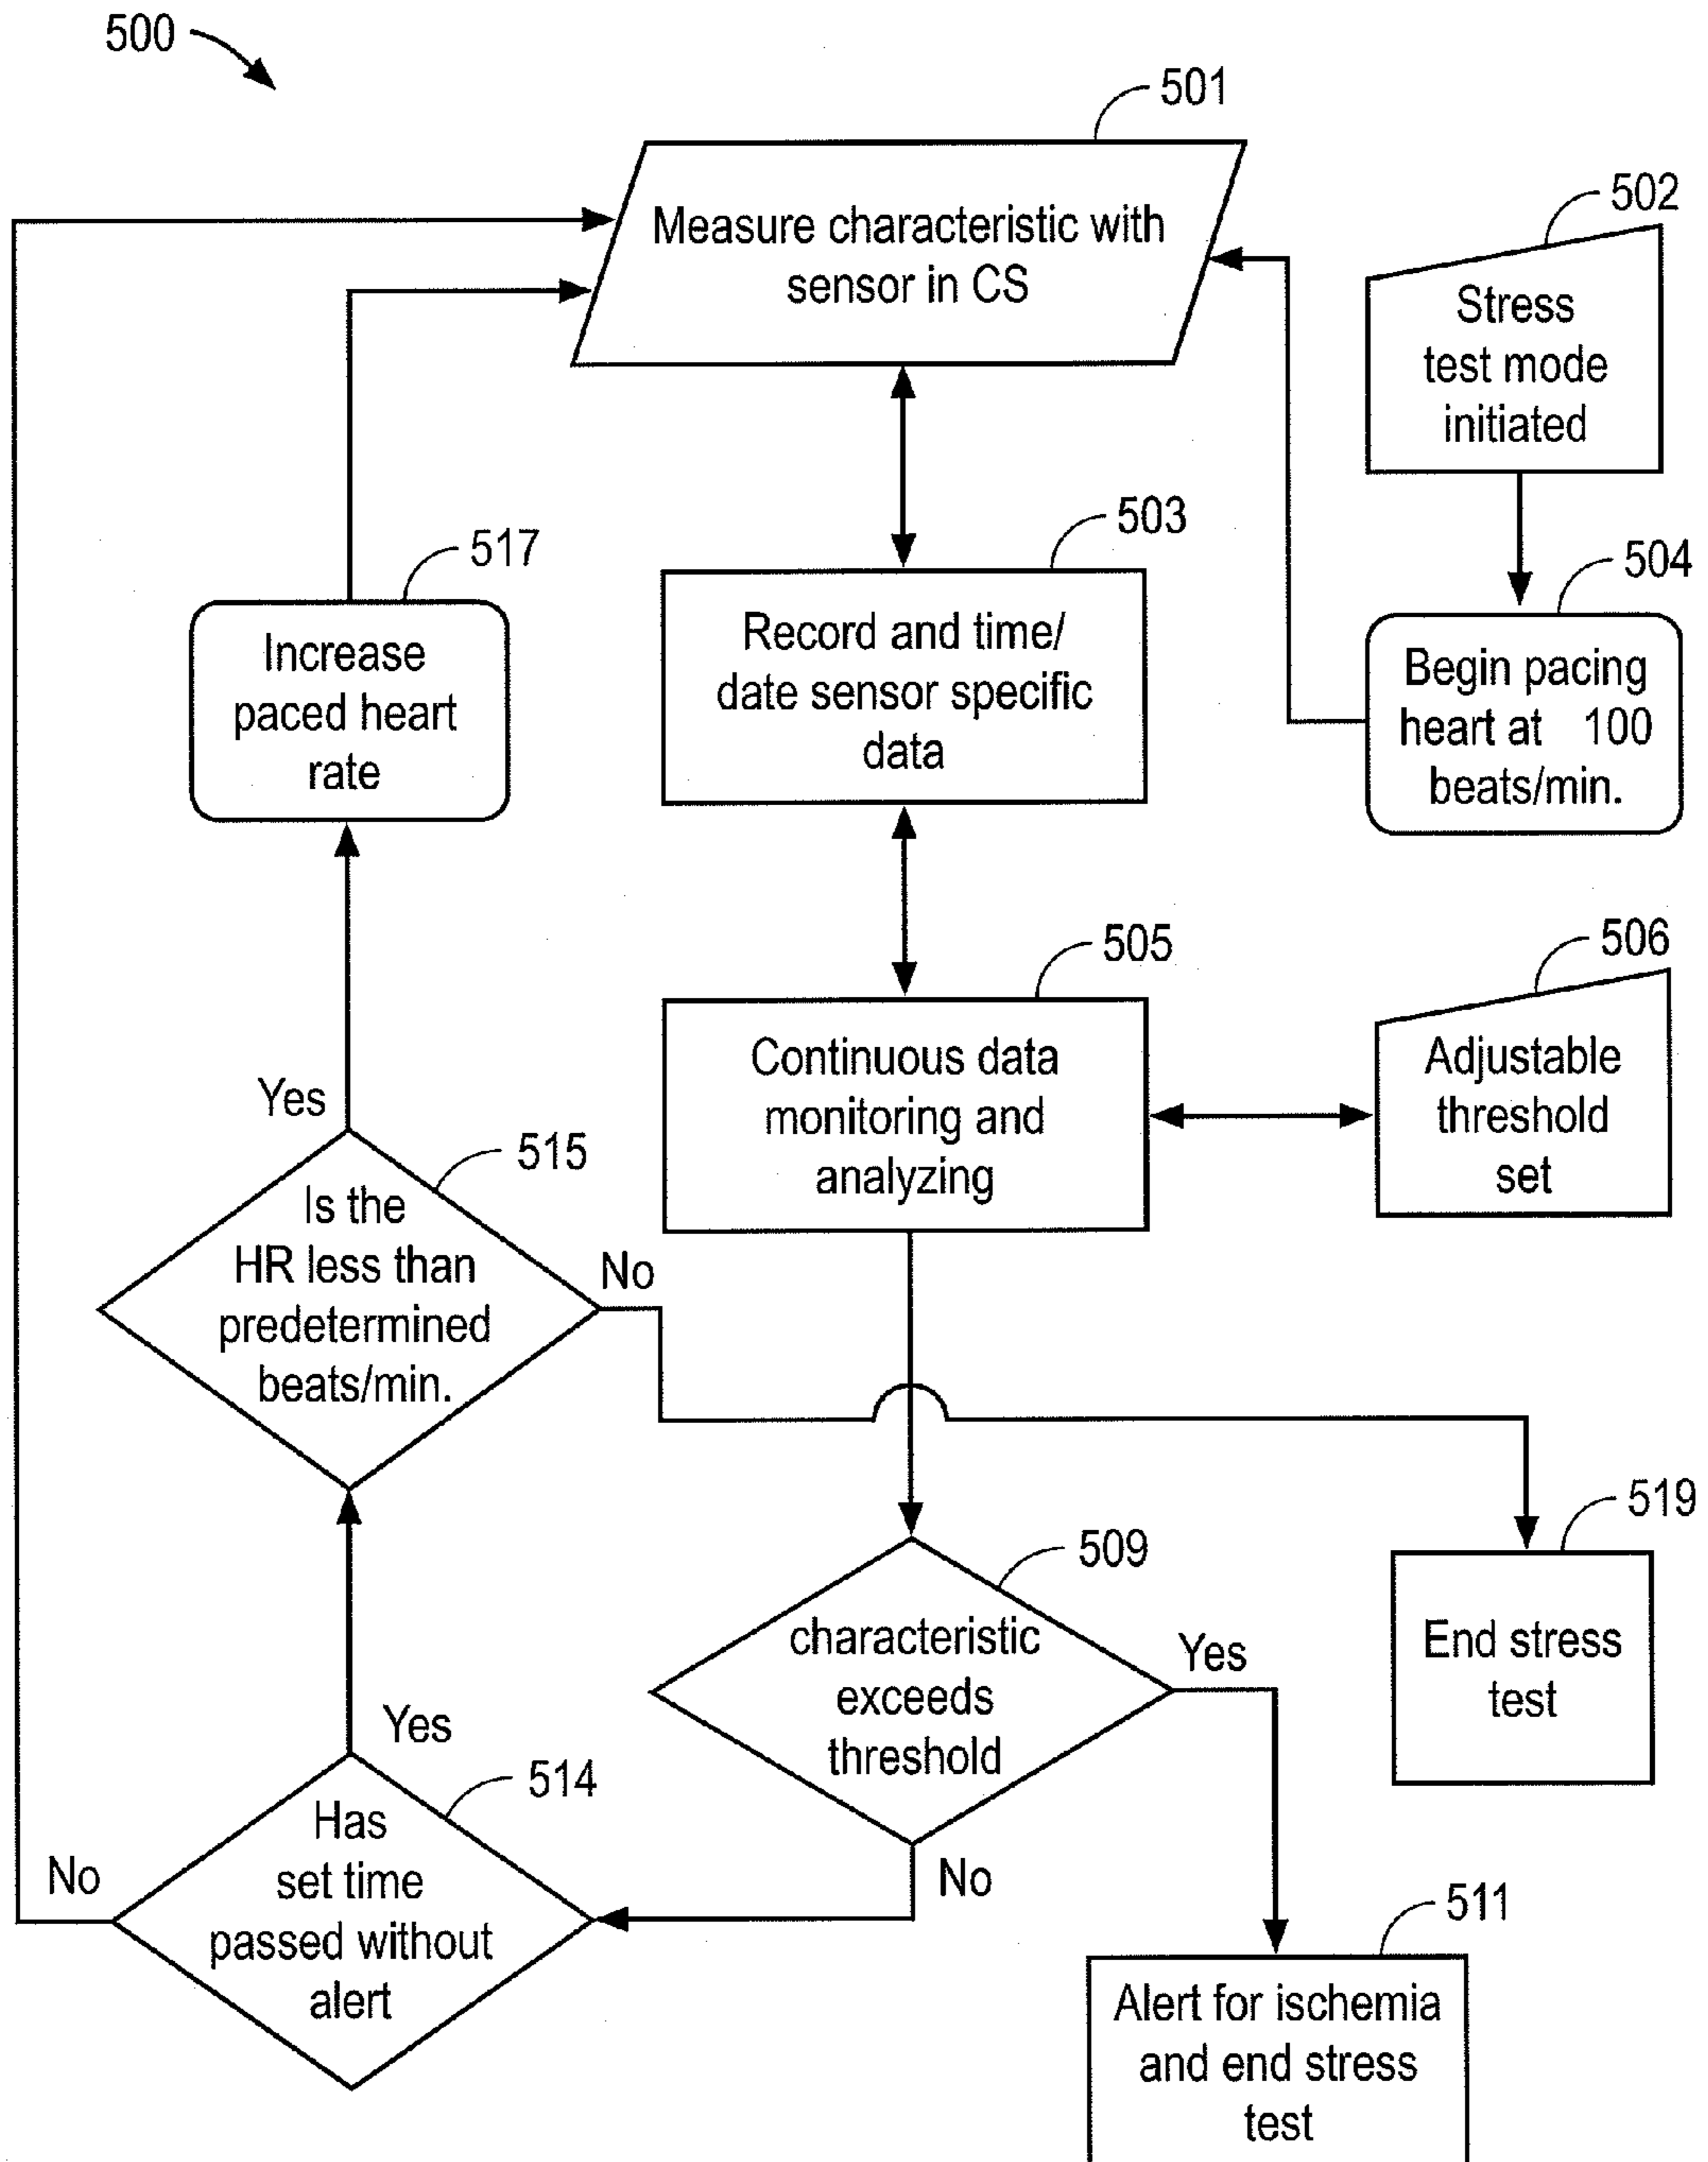 500
501
Measure characteristic with
sensor in CS
502
Stress
test mode
initiated
503
Record and time/
date sensor specific
data
504
Begin pacing
heart at 100
beats/min.
517
Increase
paced heart
rate
505
Continuous data
monitoring and
analyzing
506
Adjustable
threshold
set
Yes
515
Is the
HR less than
predetermined
beats/min.
No
519
End stress
test
509
characteristic
exceeds
threshold
Yes
No
Yes
514
Has
set time
passed without
alert
No
511
Alert for ischemia
and end stress
test